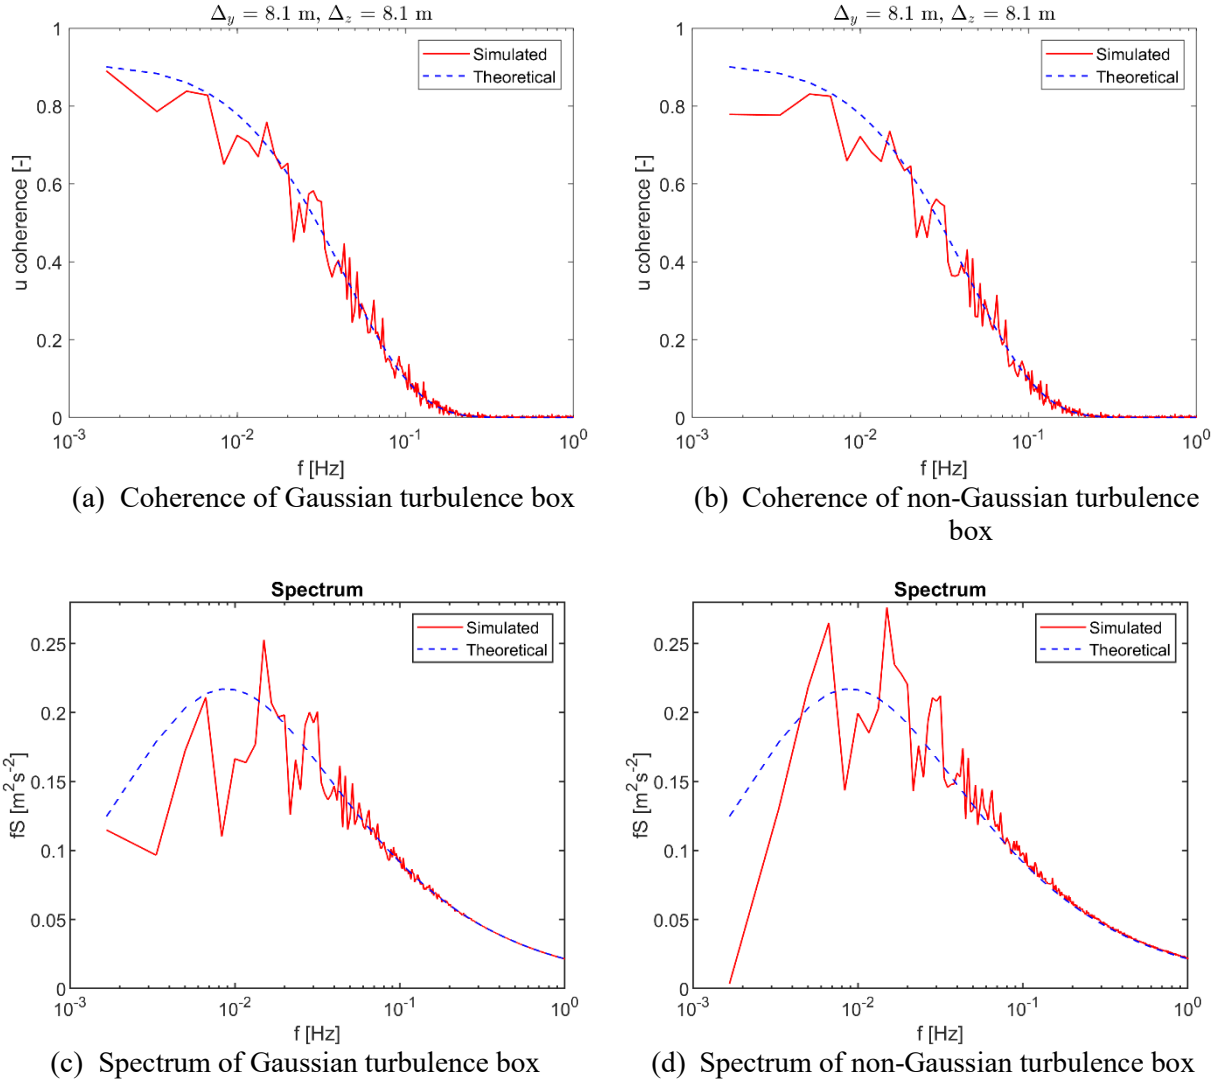 Δy = 8.1 m, Δz = 8.1 m
1
0.8
0.6
0.4
0.2
0
u coherence [-]
Simulated
Theoretical
10-3
10-2
10-1
100
f [Hz]
(a) Coherence of Gaussian turbulence box
Δy = 8.1 m, Δz = 8.1 m
1
0.8
0.6
0.4
0.2
0
u coherence [-]
Simulated
Theoretical
10-3
10-2
10-1
100
f [Hz]
(b) Coherence of non-Gaussian turbulence
box
Spectrum
0.25
0.2
0.15
0.1
0.05
0
fS [m2s-2]
Simulated
Theoretical
10-3
10-2
10-1
100
f [Hz]
(c) Spectrum of Gaussian turbulence box
Spectrum
0.25
0.2
0.15
0.1
0.05
0
fS [m2s-2]
Simulated
Theoretical
10-3
10-2
10-1
100
f [Hz]
(d) Spectrum of non-Gaussian turbulence box